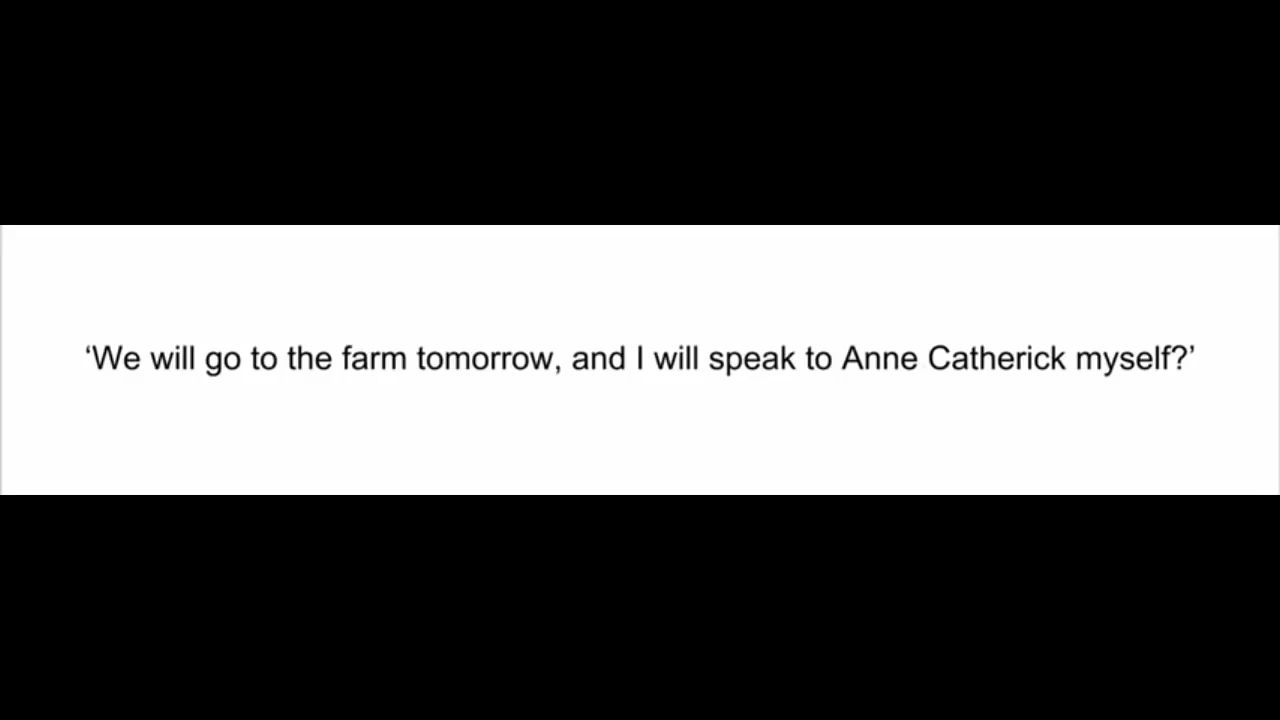 ‘We will go to the farm tomorrow, and I will speak to Anne Catherick myself?’